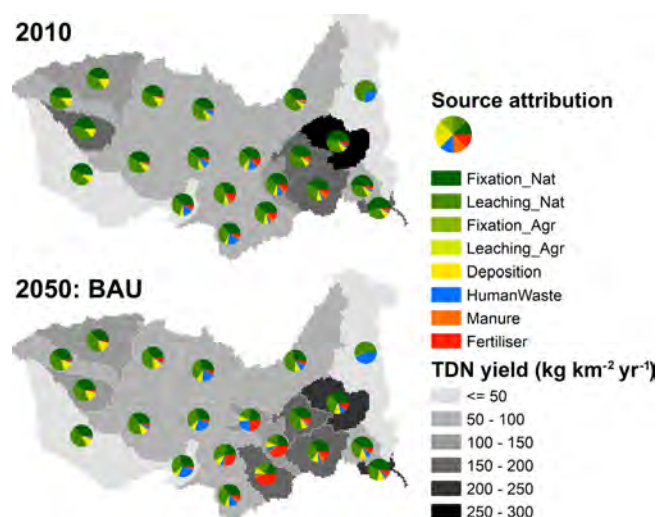 2010
2050: BAU
Source attribution
Fixation_Nat
Leaching_Nat
Fixation_Agr
Leaching_Agr
Deposition
HumanWaste
Manure
Fertiliser
TDN yield (kg km⁻² yr⁻¹)
<= 50
50 - 100
100 - 150
150 - 200
200 - 250
250 - 300